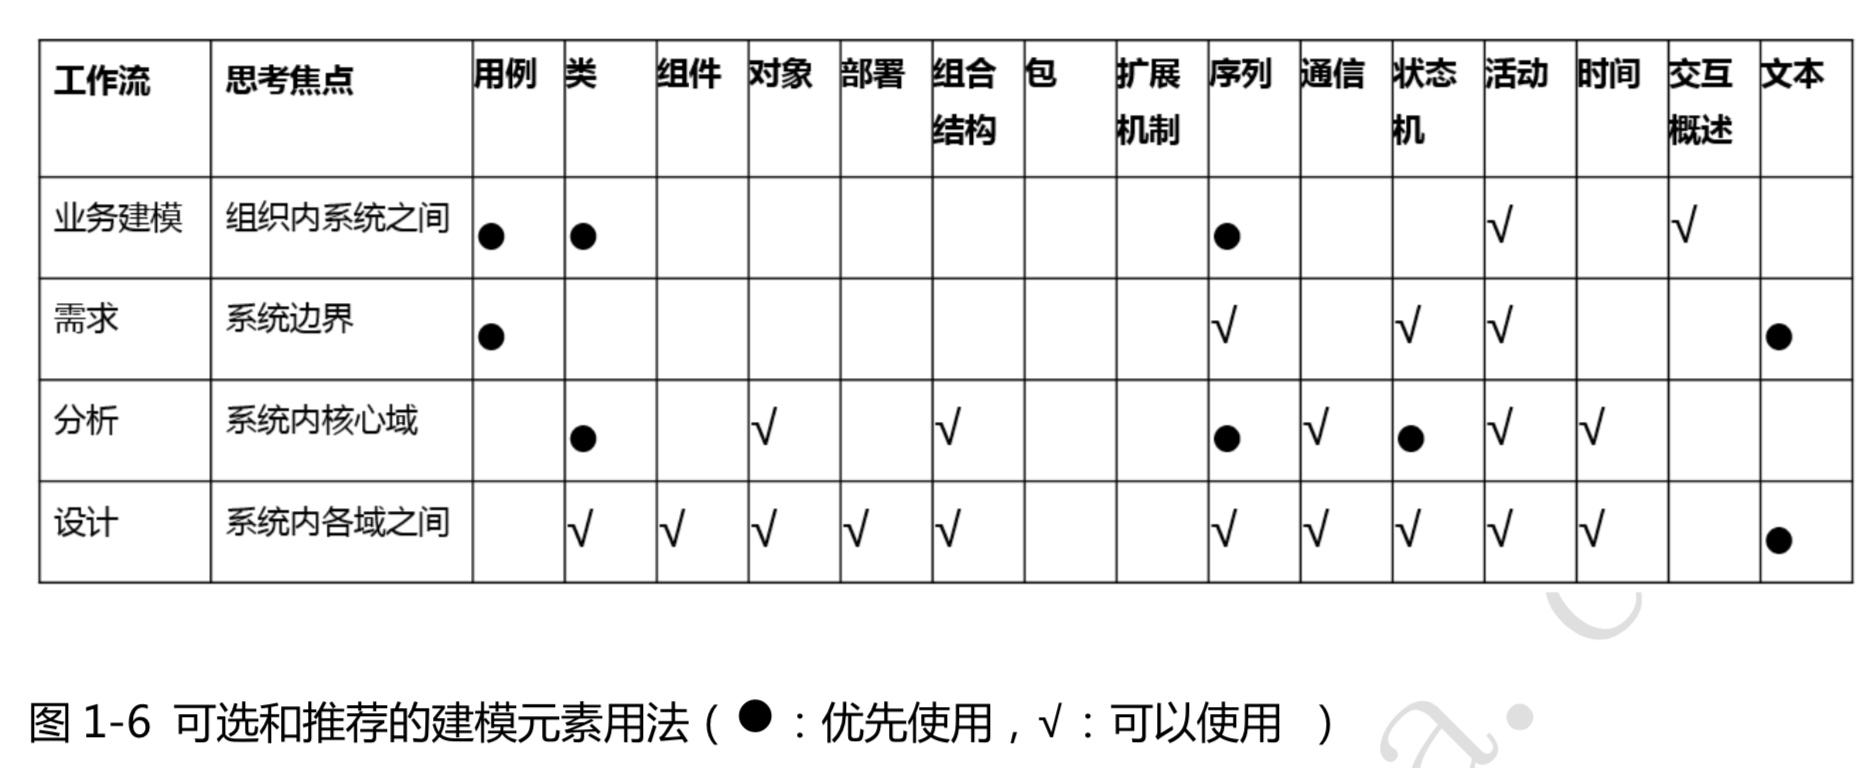 工作流 思考焦点 用例 类 组件 对象 部署 组合结构 包 扩展机制 序列 通信 状态机 活动 时间 交互概述 文本
业务建模 组织内系统之间 ● ● ● √ √
需求 系统边界 ● √ √ √ ●
分析 系统内核心域 ● √ √ ● √ ● √ √
设计 系统内各域之间 √ √ √ √ √ √ √ √ √ √ ●
图 1-6 可选和推荐的建模元素用法（ ● ：优先使用，√ ：可以使用 ）